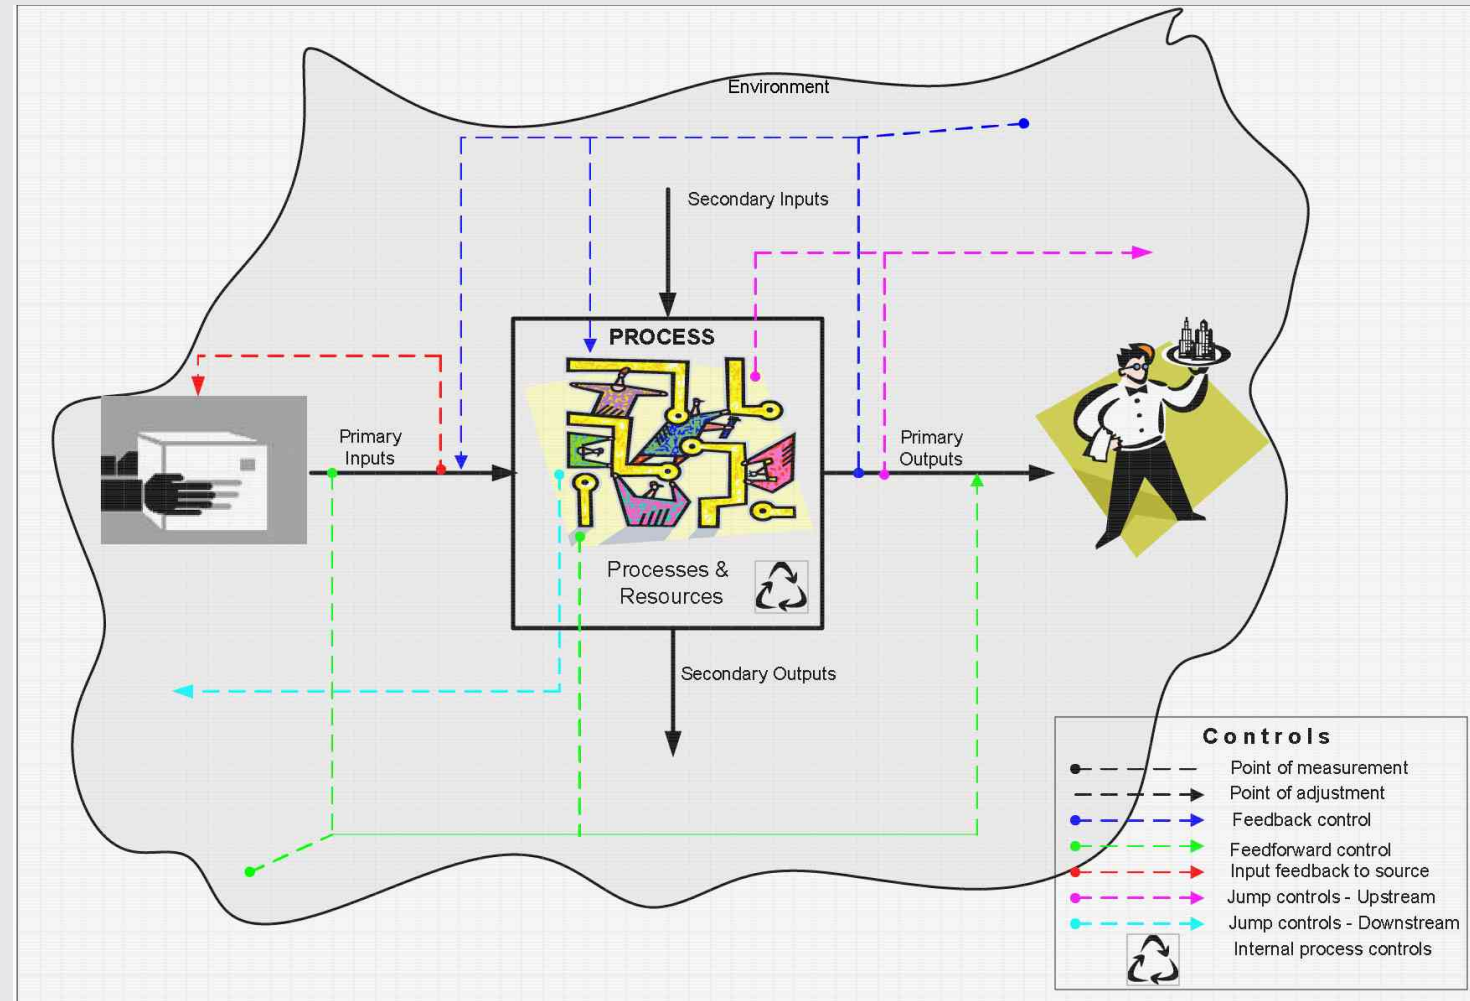 Environment
Secondary Inputs
PROCESS
Primary
Inputs
Primary
Outputs
Processes &
Resources
Secondary Outputs
Controls
Point of measurement
Point of adjustment
Feedback control
Feedforward control
Input feedback to source
Jump controls - Upstream
Jump controls - Downstream
Internal process controls